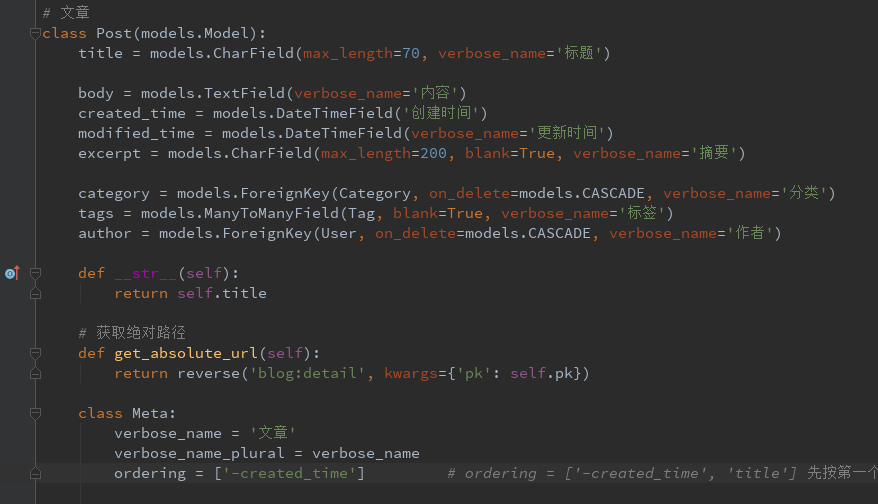 # 文章
class Post(models.Model):
title = models.CharField(max_length=70, verbose_name='标题')
body = models.TextField(verbose_name='内容')
created_time = models.DateTimeField('创建时间')
modified_time = models.DateTimeField(verbose_name='更新时间')
excerpt = models.CharField(max_length=200, blank=True, verbose_name='摘要')
category = models.ForeignKey(Category, on_delete=models.CASCADE, verbose_name='分类')
tags = models.ManyToManyField(Tag, blank=True, verbose_name='标签')
author = models.ForeignKey(User, on_delete=models.CASCADE, verbose_name='作者')
def __str__(self):
return self.title
# 获取绝对路径
def get_absolute_url(self):
return reverse('blog:detail', kwargs={'pk': self.pk})
class Meta:
verbose_name = '文章'
verbose_name_plural = verbose_name
ordering = ['-created_time'] # ordering = ['-created_time', 'title'] 先按第一个